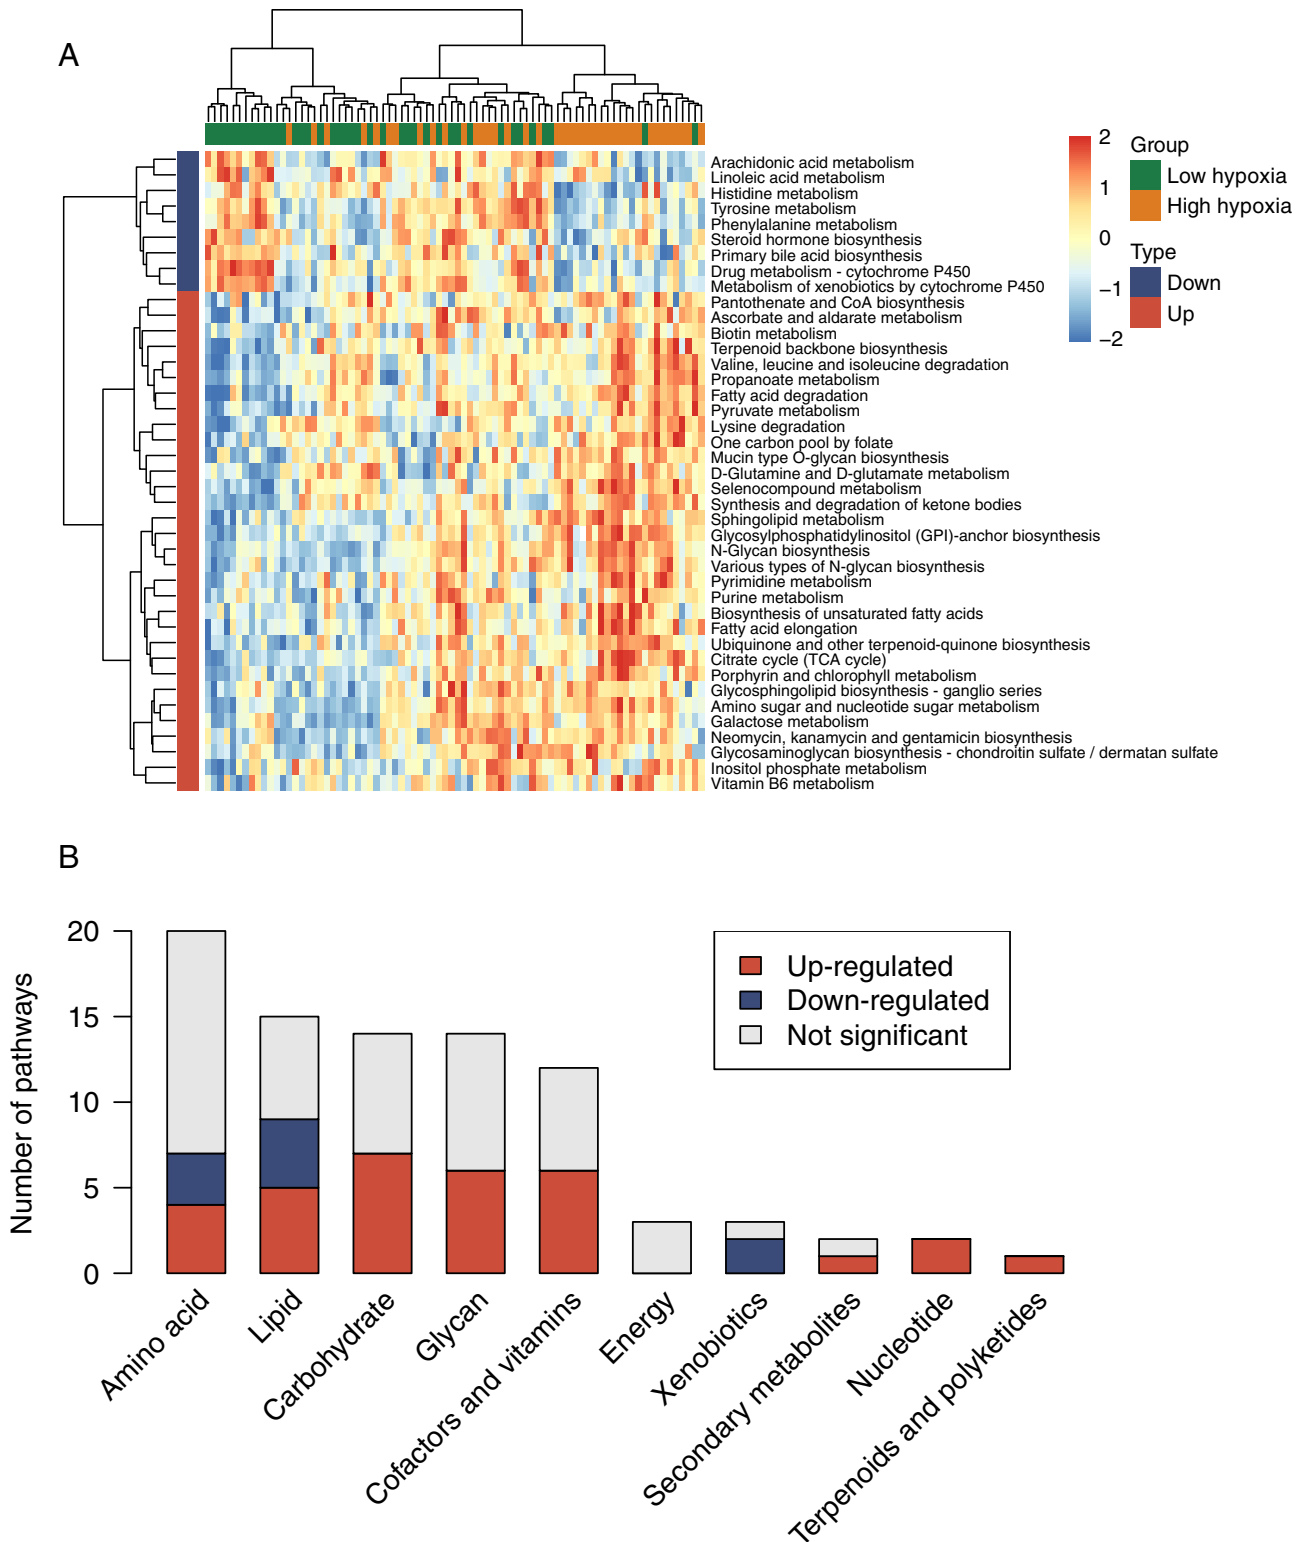 A
Arachidonic acid metabolism
Linoleic acid metabolism
Histidine metabolism
Tyrosine metabolism
Phenylalanine metabolism
Steroid hormone biosynthesis
Primary bile acid biosynthesis
Drug metabolism - cytochrome P450
Metabolism of xenobiotics by cytochrome P450
Pantothenate and CoA biosynthesis
Ascorbate and aldarate metabolism
Biotin metabolism
Terpenoid backbone biosynthesis
Valine, leucine and isoleucine degradation
Propanoate metabolism
Fatty acid degradation
Pyruvate metabolism
Lysine degradation
One carbon pool by folate
Mucin type O-glycan biosynthesis
D-Glutamine and D-glutamate metabolism
Selenocompound metabolism
Synthesis and degradation of ketone bodies
Sphingolipid metabolism
Glycosylphosphatidylinositol (GPI)-anchor biosynthesis
N-Glycan biosynthesis
Various types of N-glycan biosynthesis
Pyrimidine metabolism
Purine metabolism
Biosynthesis of unsaturated fatty acids
Fatty acid elongation
Ubiquinone and other terpenoid-quinone biosynthesis
Citrate cycle (TCA cycle)
Porphyrin and chlorophyll metabolism
Glycosphingolipid biosynthesis - ganglio series
Amino sugar and nucleotide sugar metabolism
Galactose metabolism
Neomycin, kanamycin and gentamicin biosynthesis
Glycosaminoglycan biosynthesis - chondroitin sulfate / dermatan sulfate
Inositol phosphate metabolism
Vitamin B6 metabolism
2
1
0
−1
−2
Group
Low hypoxia
High hypoxia
Type
Down
Up
B
Number of pathways
20
15
10
5
0
Up-regulated
Down-regulated
Not significant
Amino acid
Lipid
Carbohydrate
Glycan
Cofactors and vitamins
Energy
Xenobiotics
Secondary metabolites
Nucleotide
Terpenoids and polyketides